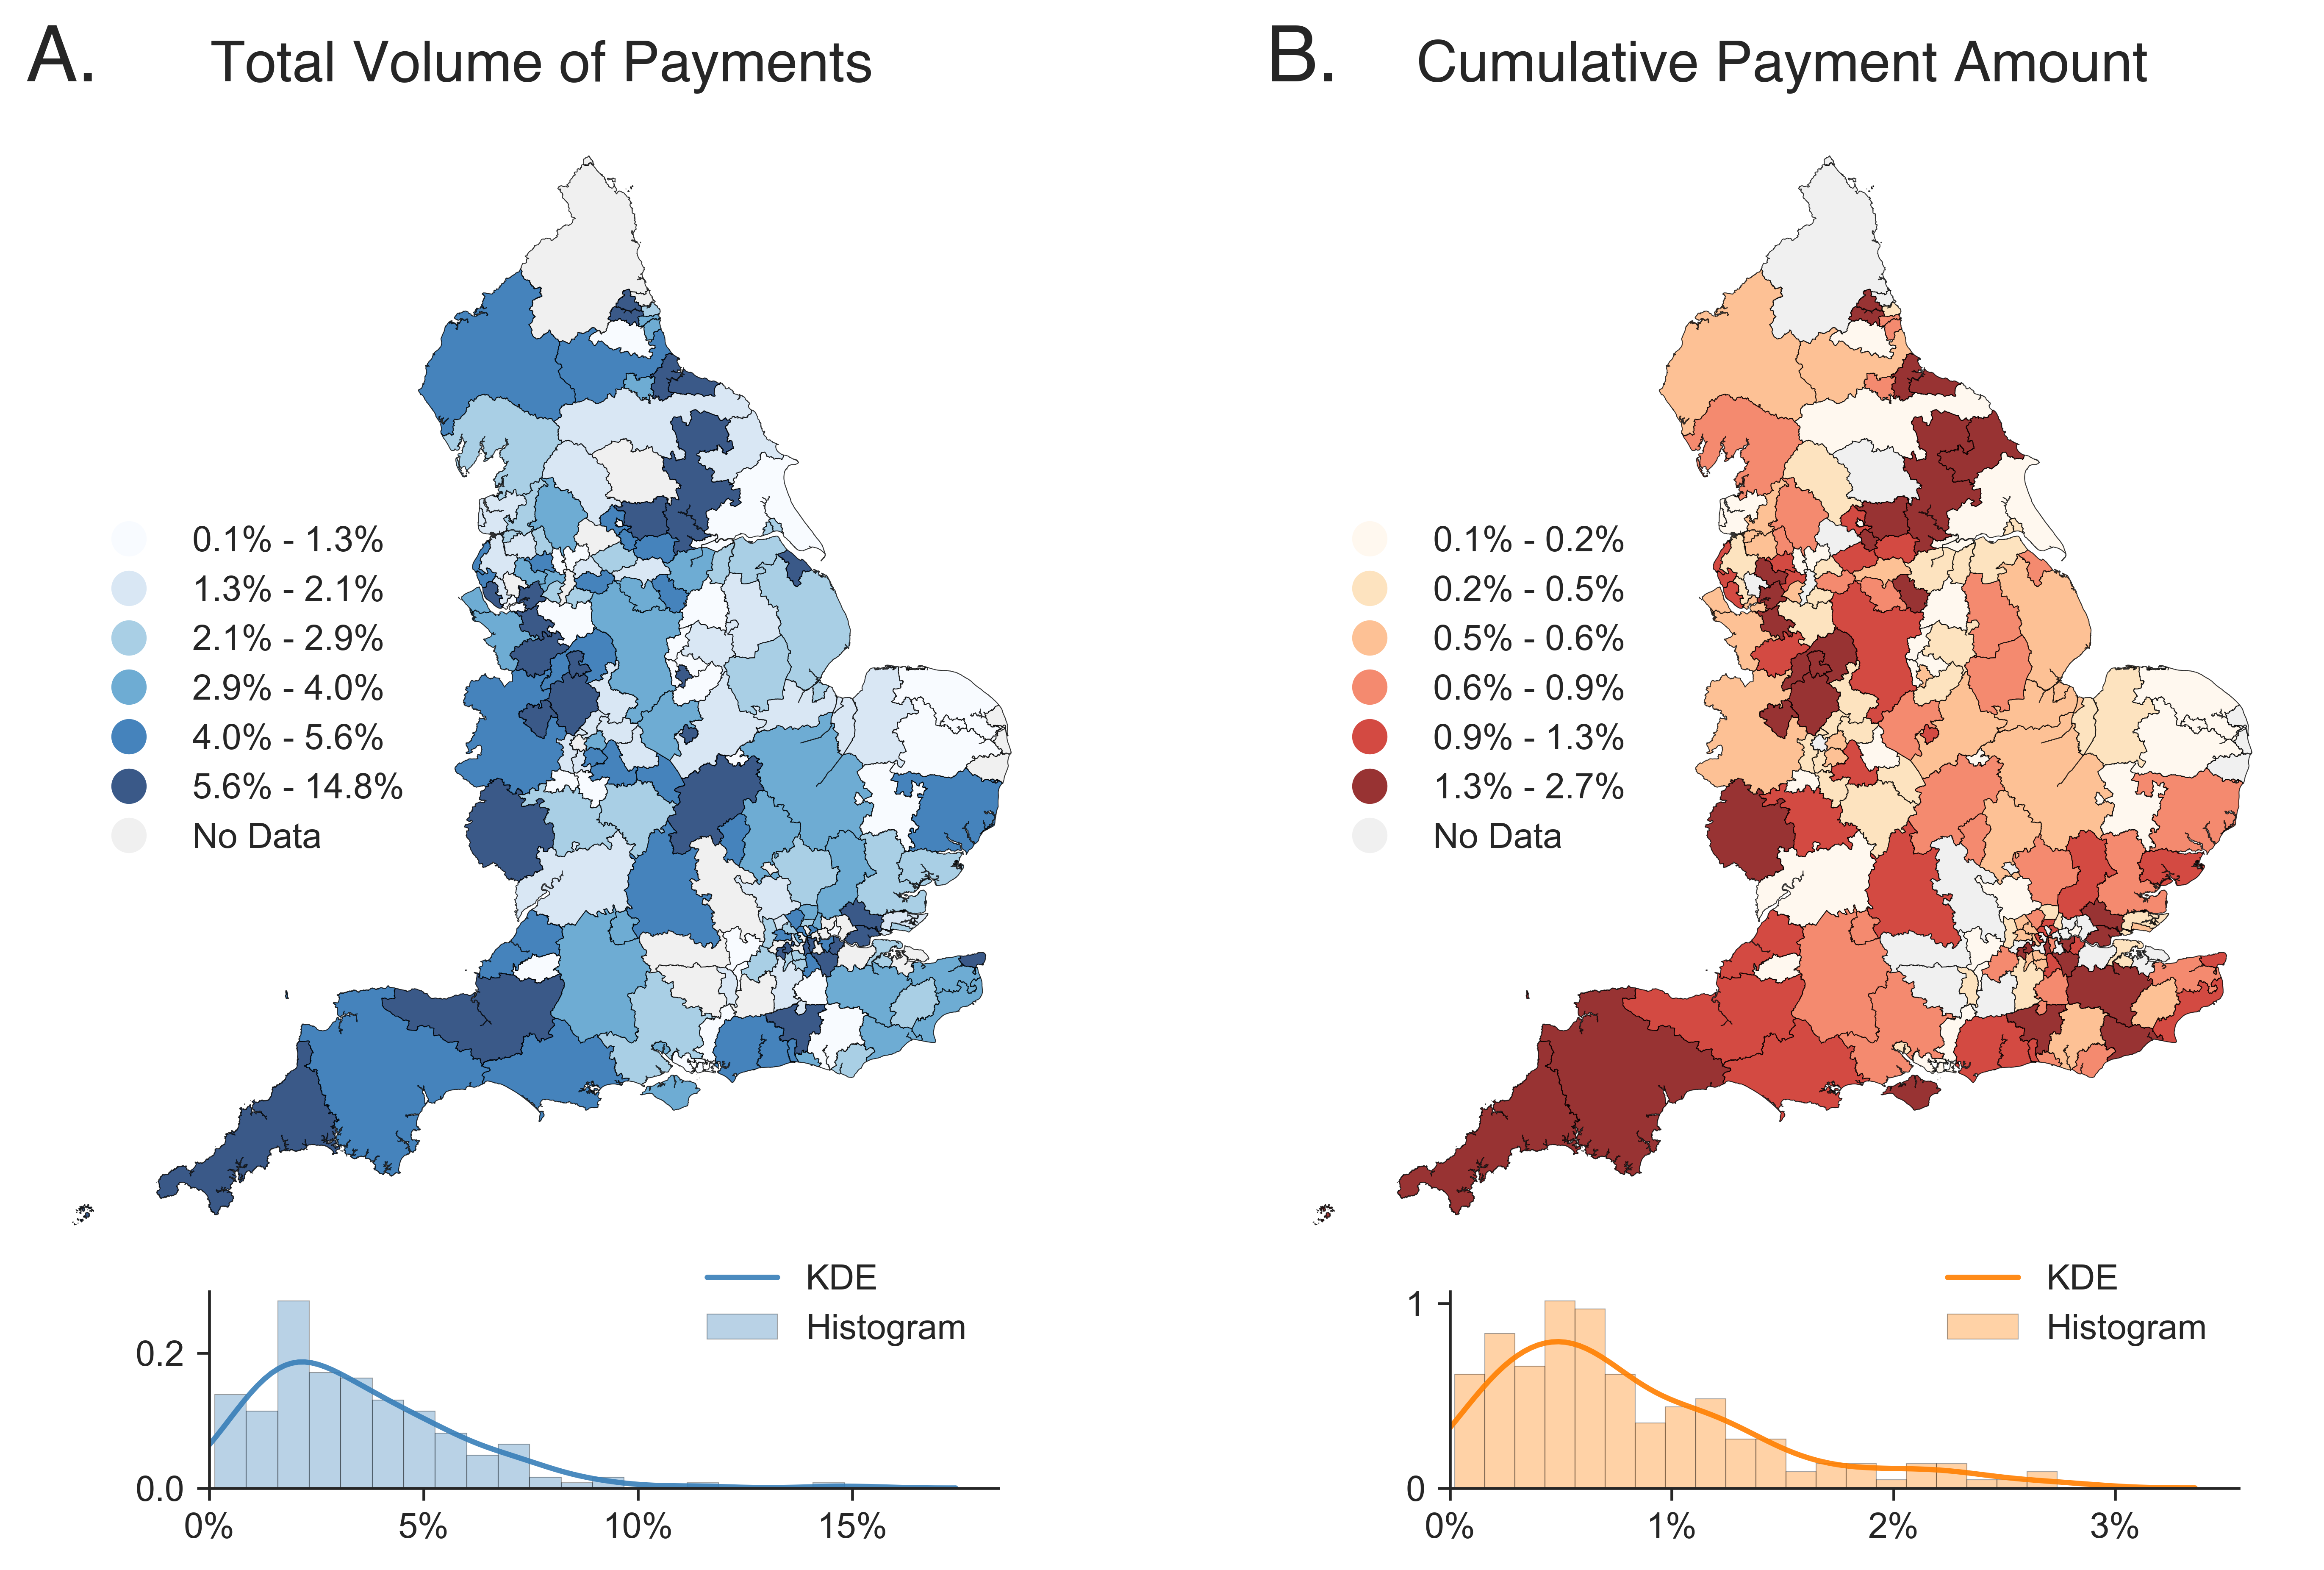 A.
Total Volume of Payments
0.1% - 1.3%
1.3% - 2.1%
2.1% - 2.9%
2.9% - 4.0%
4.0% - 5.6%
5.6% - 14.8%
No Data
KDE
Histogram
0.2
0.0
0% 5% 10% 15%
B.
Cumulative Payment Amount
0.1% - 0.2%
0.2% - 0.5%
0.5% - 0.6%
0.6% - 0.9%
0.9% - 1.3%
1.3% - 2.7%
No Data
KDE
Histogram
1
0
0% 1% 2% 3%